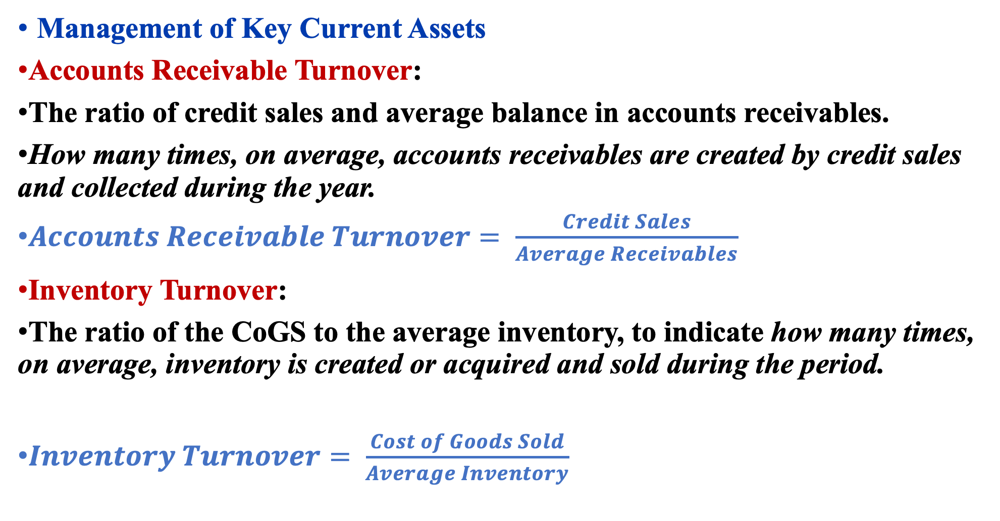 • Management of Key Current Assets
•Accounts Receivable Turnover:
•The ratio of credit sales and average balance in accounts receivables.
•How many times, on average, accounts receivables are created by credit sales
and collected during the year.
•Accounts Receivable Turnover = Credit Sales / Average Receivables
•Inventory Turnover:
•The ratio of the CoGS to the average inventory, to indicate how many times,
on average, inventory is created or acquired and sold during the period.
•Inventory Turnover = Cost of Goods Sold / Average Inventory